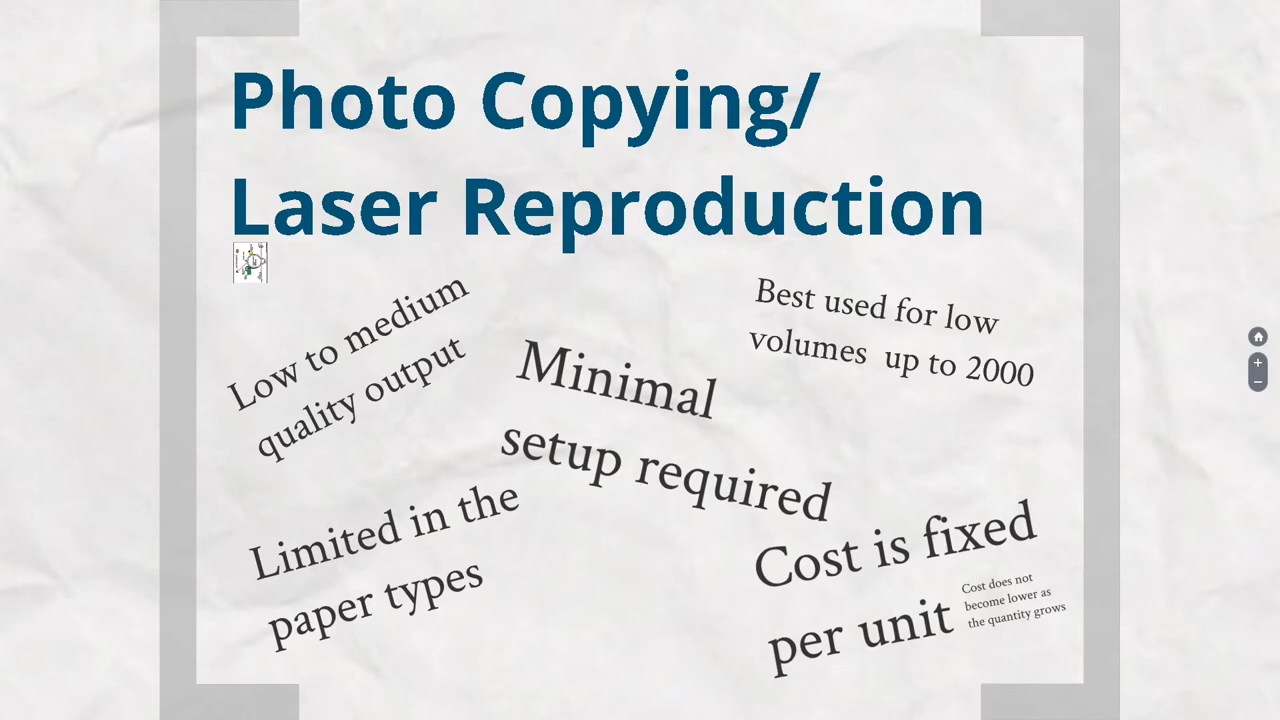 Photo Copying/
Laser Reproduction
Low to medium
quality output
Minimal
setup required
Best used for low
volumes up to 2000
Limited in the
paper types
Cost is fixed
per unit
Cost does not
become lower as
the quantity grows